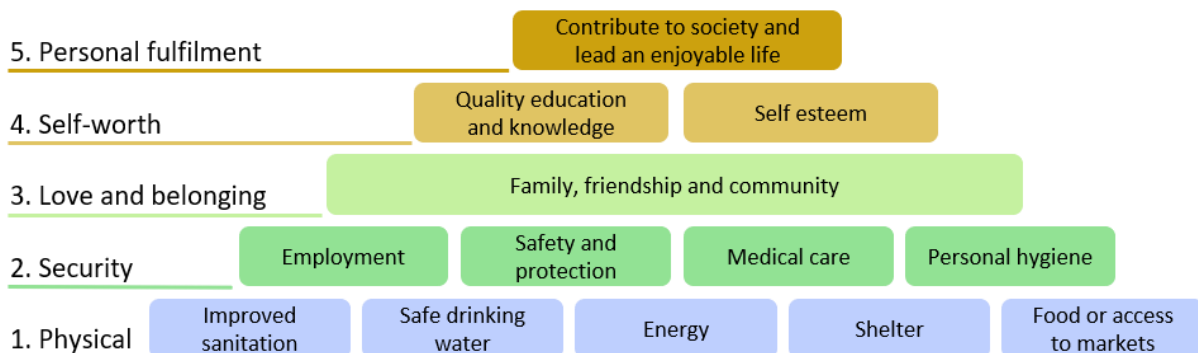 5. Personal fulfilment
Contribute to society and
lead an enjoyable life
4. Self-worth
Quality education
and knowledge
Self esteem
3. Love and belonging
Family, friendship and community
2. Security
Employment
Safety and
protection
Medical care
Personal hygiene
1. Physical
Improved
sanitation
Safe drinking
water
Energy
Shelter
Food or access
to markets